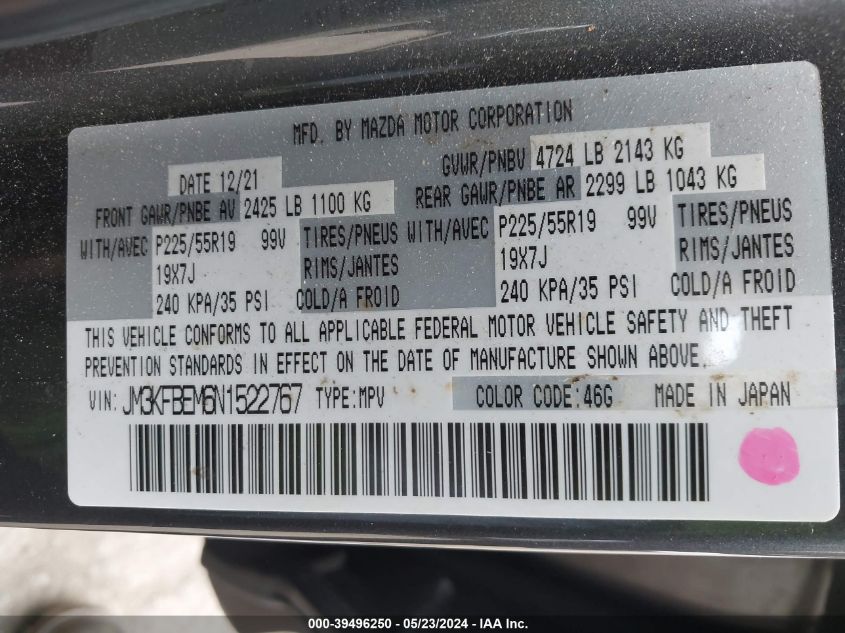 MFD. BY MAZDA MOTOR CORPORATION
DATE 12/21 GVWR/PNBV 4724 LB 2143 KG
FRONT GAWR/PNBE AV 2425 LB 1100 KG REAR GAWR/PNBE AR 2299 LB 1043 KG
WITH/AVEC P225/55R19 99V TIRES/PNEUS WITH/AVEC P225/55R19 99V TIRES/PNEUS
19X7J RIMS/JANTES 19X7J RIMS/JANTES
240 KPA/35 PSI COLD/A FROID 240 KPA/35 PSI COLD/A FROID
THIS VEHICLE CONFORMS TO ALL APPLICABLE FEDERAL MOTOR VEHICLE SAFETY AND THEFT
PREVENTION STANDARDS IN EFFECT ON THE DATE OF MANUFACTURE SHOWN ABOVE.
VIN: JM3KFBEM6N1522767 TYPE:MPV COLOR CODE:46G MADE IN JAPAN
000-39496250 / 05/23/2024 - IAA Inc.